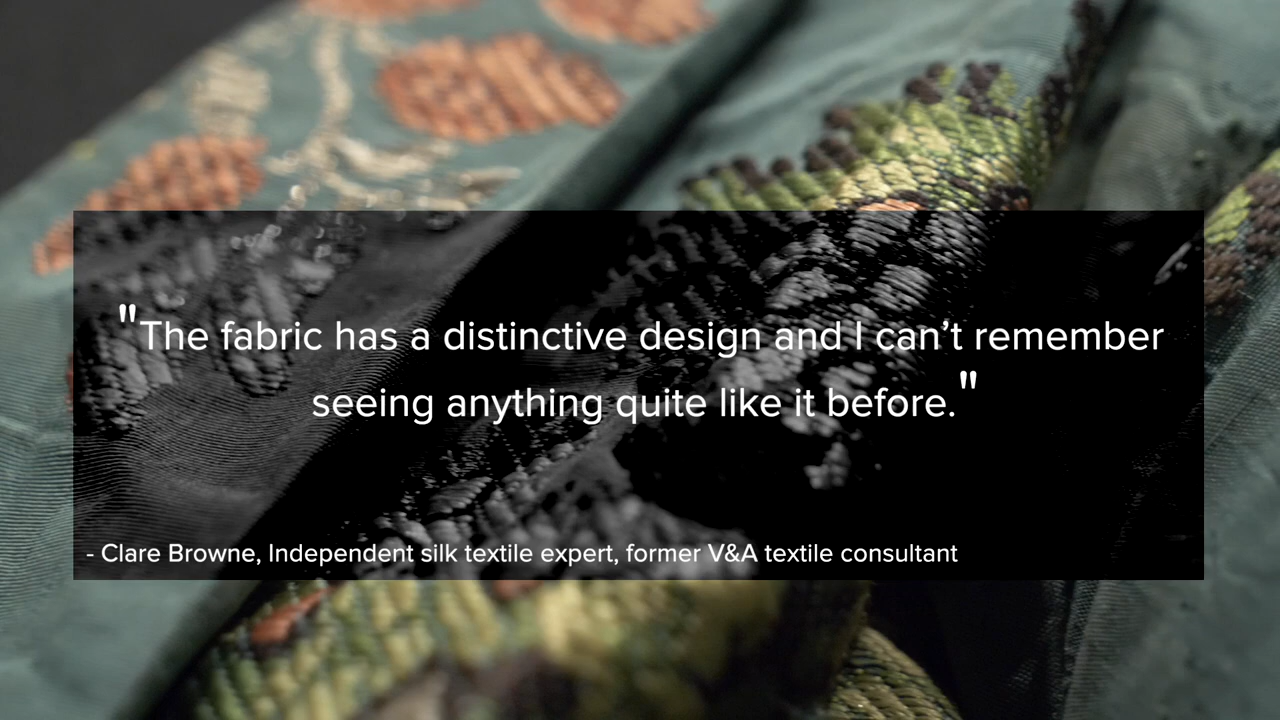 "The fabric has a distinctive design and I can’t remember
seeing anything quite like it before."
- Clare Browne, Independent silk textile expert, former V&A textile consultant